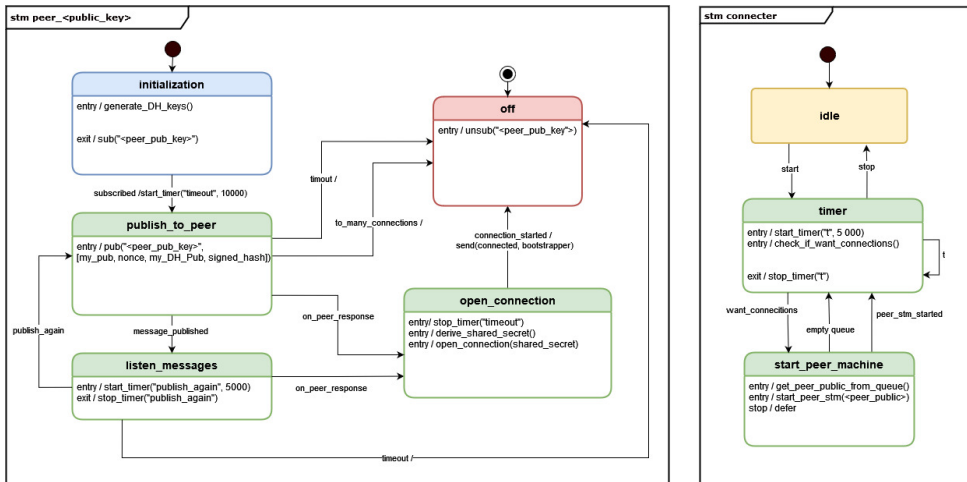 stm peer_<public_key>
initialization
entry / generate_DH_keys()
exit / sub("<peer_pub_key>")
subscribed /start_timer("timeout", 10000)
publish_to_peer
entry / pub("<peer_pub_key>",
[my_pub, nonce, my_DH_Pub, signed_hash])
publish_again
message_published
listen_messages
entry / start_timer("publish_again", 5000)
exit / stop_timer("publish_again")
off
entry / unsub("<peer_pub_key">)
timout /
to_many_connections /
connection_started /
send(connected, bootstrapper)
on_peer_response
open_connection
entry/ stop_timer("timeout")
entry / derive_shared_secret()
entry / open_connection(shared_secret)
on_peer_response
timeout /
stm connecter
idle
start
stop
timer
entry / start_timer("t", 5 000)
entry / check_if_want_connections()
exit / stop_timer("t")
t
want_connecitions
empty queue
peer_stm_started
start_peer_machine
entry / get_peer_public_from_queue()
entry / start_peer_stm(<peer_public>)
stop / defer